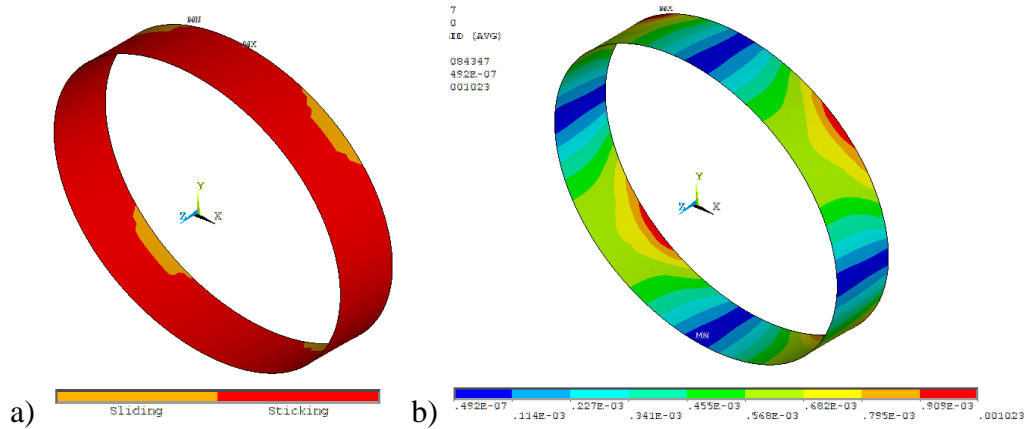 MN
MX
Y
Z
X
Sliding
Sticking
a)
7
0
ID (AVG)
084347
492E-07
001023
MX
Y
Z
X
MN
.492E-07
.114E-03
.227E-03
.341E-03
.455E-03
.568E-03
.682E-03
.795E-03
.909E-03
.001023
b)